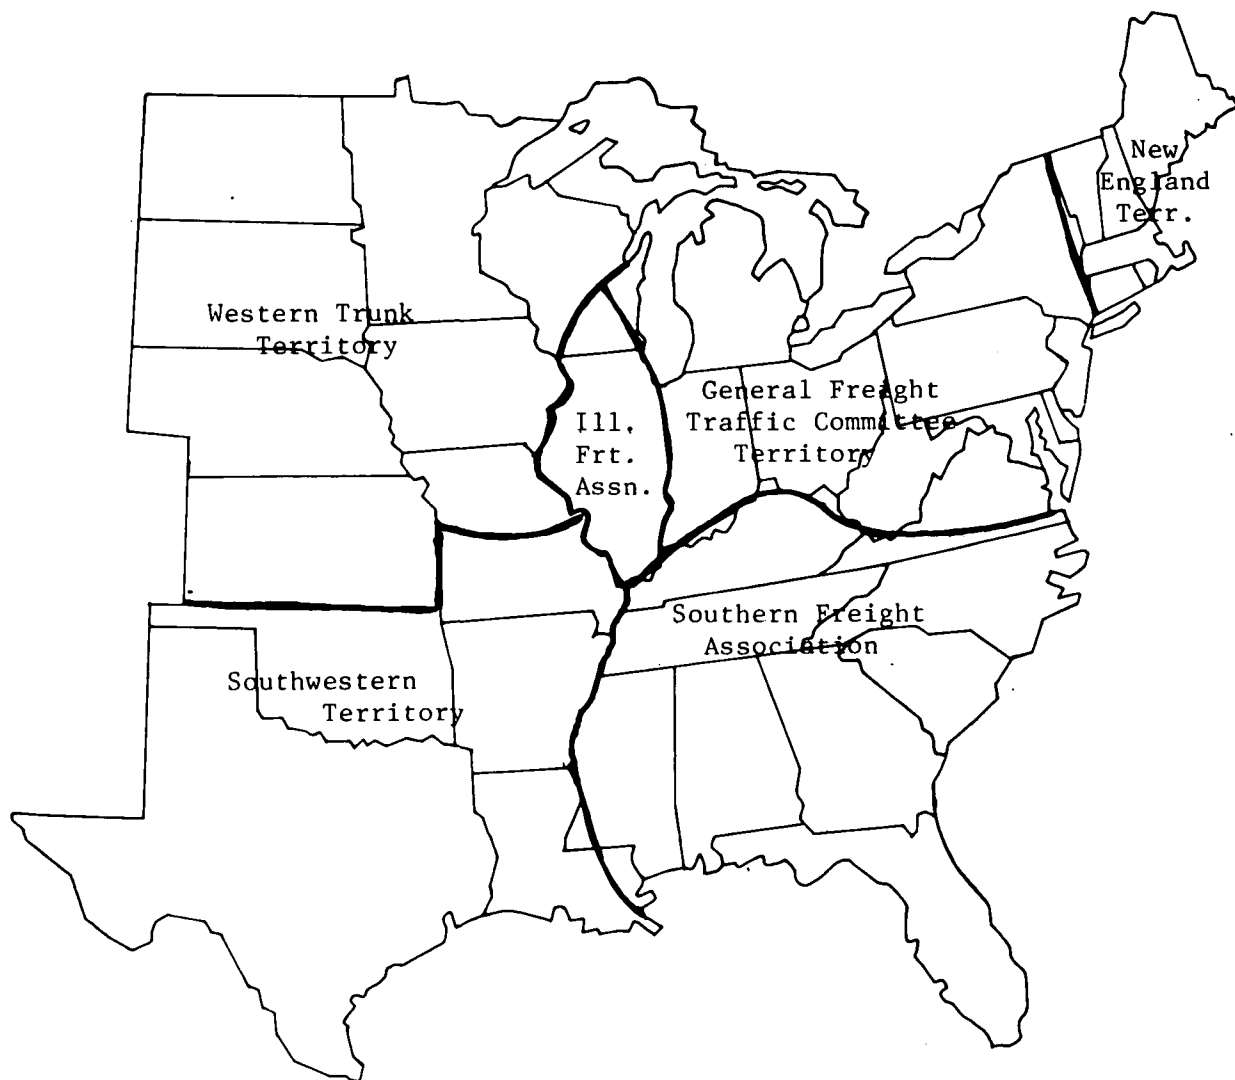 New
England
Terr.
Western Trunk
Territory
General Freight
Traffic Committee
Territory
Ill.
Frt.
Assn.
Southern Freight
Association
Southwestern
Territory